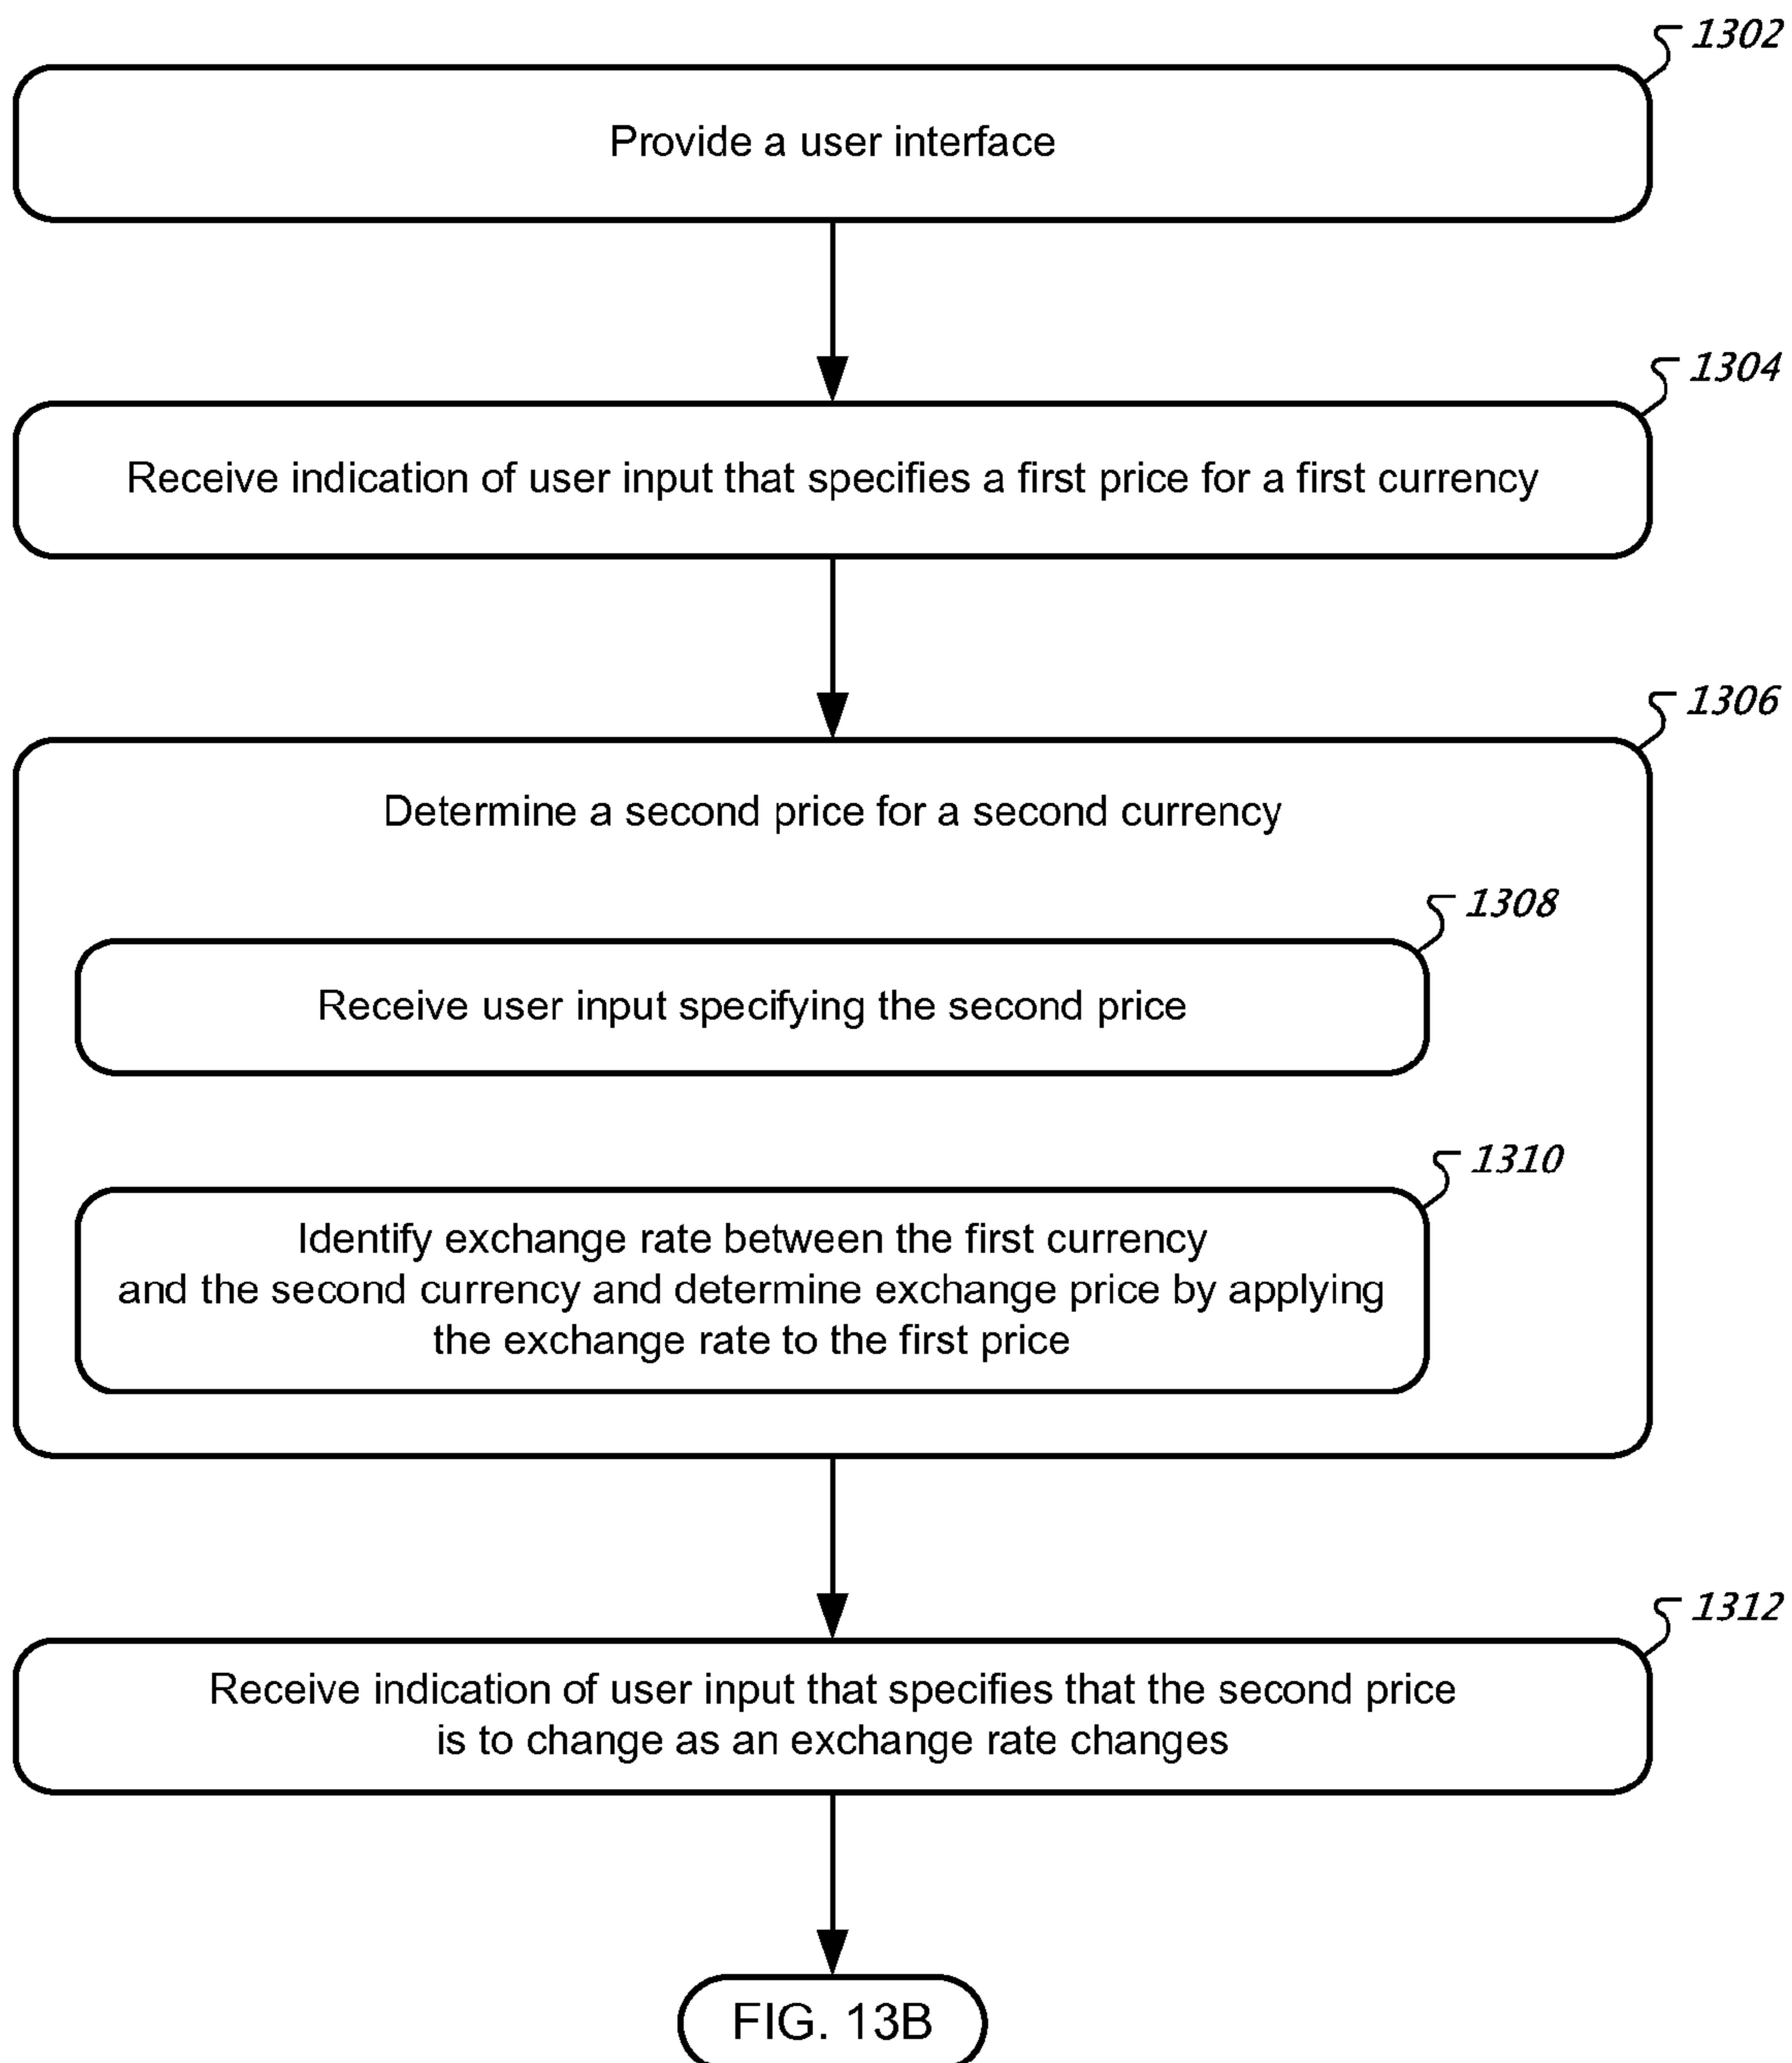 1302
Provide a user interface
1304
Receive indication of user input that specifies a first price for a first currency
1306
Determine a second price for a second currency
1308
Receive user input specifying the second price
1310
Identify exchange rate between the first currency
and the second currency and determine exchange price by applying
the exchange rate to the first price
1312
Receive indication of user input that specifies that the second price
is to change as an exchange rate changes
FIG. 13B